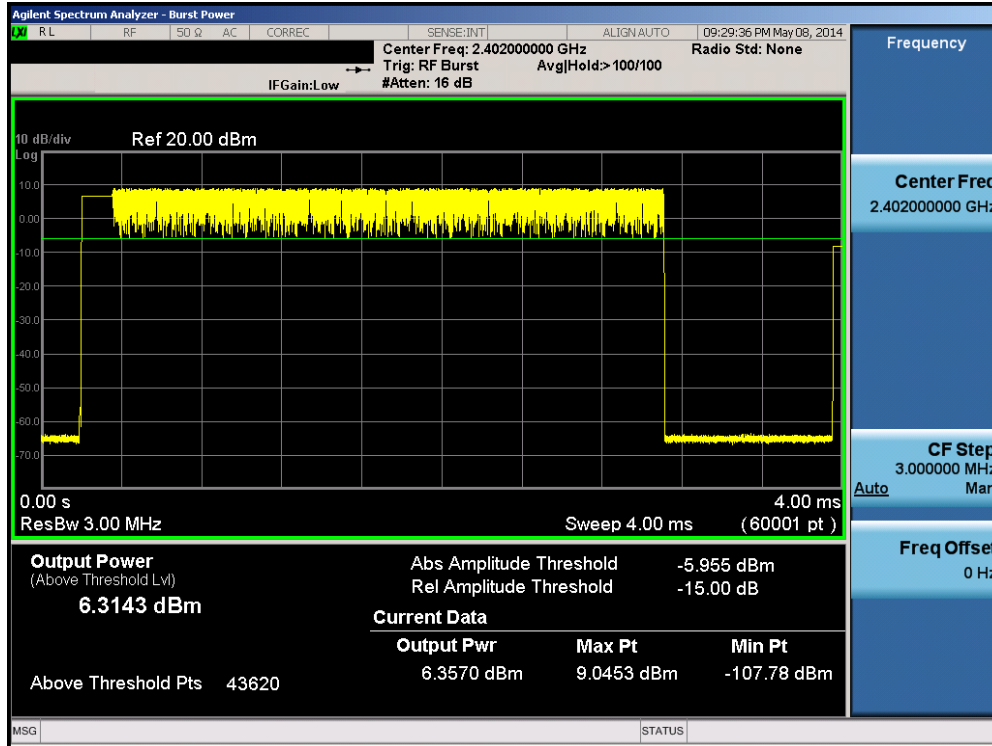 Agilent Spectrum Analyzer - Burst Power
LXI RL RF 50 Ω AC CORREC SENSE:INT ALIGN AUTO 09:29:36 PM May 08, 2014
Center Freq: 2.402000000 GHz Radio Std: None
Trig: RF Burst Avg|Hold:>100/100
IFGain:Low #Atten: 16 dB
Frequency
10 dB/div Ref 20.00 dBm
Log
10.0
0.00
-10.0
-20.0
-30.0
-40.0
-50.0
-60.0
-70.0
Center Freq
2.402000000 GHz
CF Step
3.000000 MHz
Auto Man
Freq Offset
0 Hz
0.00 s 4.00 ms
ResBw 3.00 MHz Sweep 4.00 ms (60001 pt )
Output Power
(Above Threshold Lvl)
6.3143 dBm
Above Threshold Pts 43620
Abs Amplitude Threshold -5.955 dBm
Rel Amplitude Threshold -15.00 dB
Current Data
Output Pwr Max Pt Min Pt
6.3570 dBm 9.0453 dBm -107.78 dBm
MSG STATUS